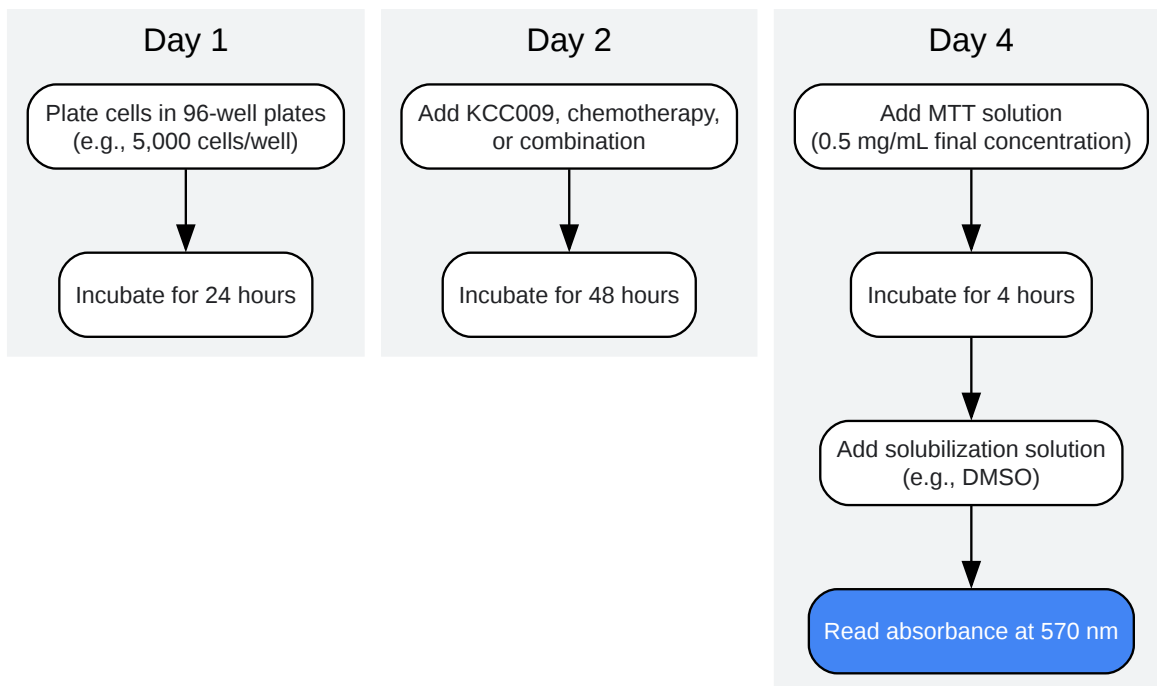 Day 1
Plate cells in 96-well plates
(e.g., 5,000 cells/well)
Incubate for 24 hours
Day 2
Add KCC009, chemotherapy,
or combination
Incubate for 48 hours
Day 4
Add MTT solution
(0.5 mg/mL final concentration)
Incubate for 4 hours
Add solubilization solution
(e.g., DMSO)
Read absorbance at 570 nm